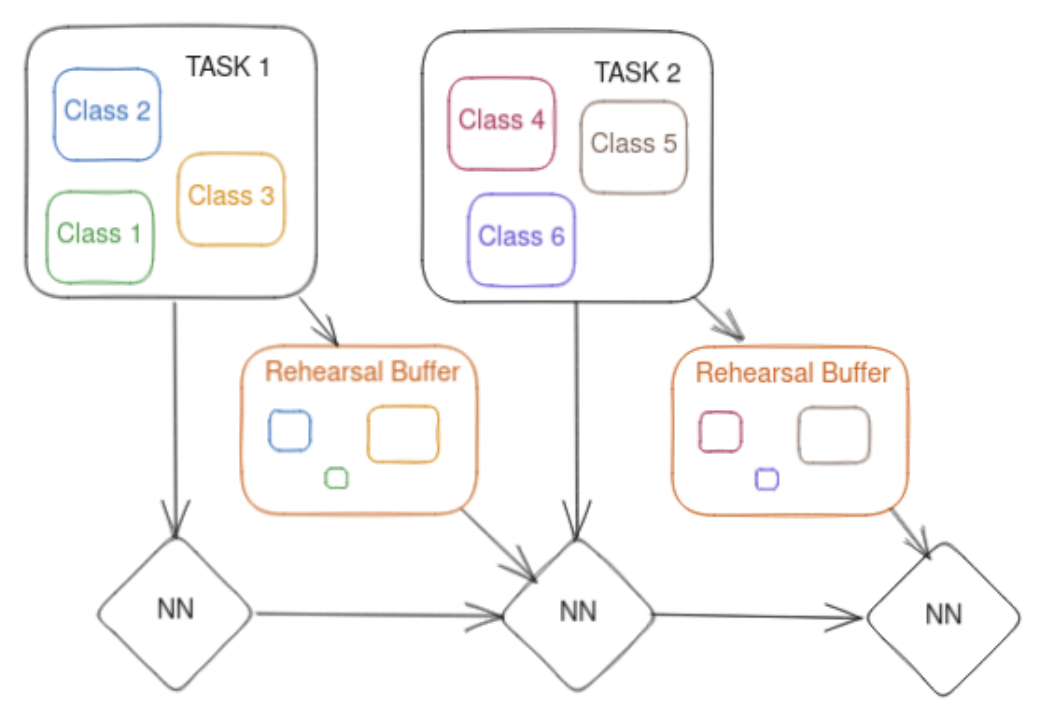 TASK 1
Class 2
Class 3
Class 1
TASK 2
Class 4
Class 5
Class 6
Rehearsal Buffer
Rehearsal Buffer
NN
NN
NN